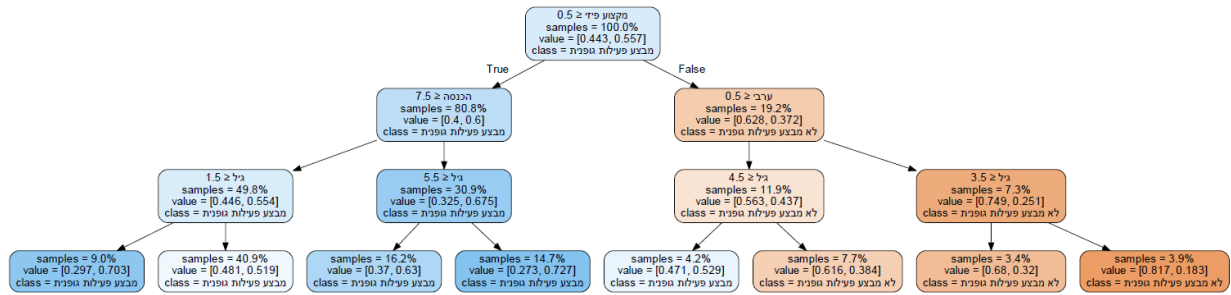 מקצוע פיזי ≤ 0.5
samples = 100.0%
value = [0.443, 0.557]
class = מבצע פעילות גופנית
True
False
הכנסה ≤ 7.5
samples = 80.8%
value = [0.4, 0.6]
class = מבצע פעילות גופנית
ערבי ≤ 0.5
samples = 19.2%
value = [0.628, 0.372]
class = לא מבצע פעילות גופנית
גיל ≤ 1.5
samples = 49.8%
value = [0.446, 0.554]
class = מבצע פעילות גופנית
גיל ≤ 5.5
samples = 30.9%
value = [0.325, 0.675]
class = מבצע פעילות גופנית
גיל ≤ 4.5
samples = 11.9%
value = [0.563, 0.437]
class = לא מבצע פעילות גופנית
גיל ≤ 3.5
samples = 7.3%
value = [0.749, 0.251]
class = לא מבצע פעילות גופנית
samples = 9.0%
value = [0.297, 0.703]
class = מבצע פעילות גופנית
samples = 40.9%
value = [0.481, 0.519]
class = מבצע פעילות גופנית
samples = 16.2%
value = [0.37, 0.63]
class = מבצע פעילות גופנית
samples = 14.7%
value = [0.273, 0.727]
class = מבצע פעילות גופנית
samples = 4.2%
value = [0.471, 0.529]
class = מבצע פעילות גופנית
samples = 7.7%
value = [0.616, 0.384]
class = לא מבצע פעילות גופנית
samples = 3.4%
value = [0.68, 0.32]
class = לא מבצע פעילות גופנית
samples = 3.9%
value = [0.817, 0.183]
class = לא מבצע פעילות גופנית